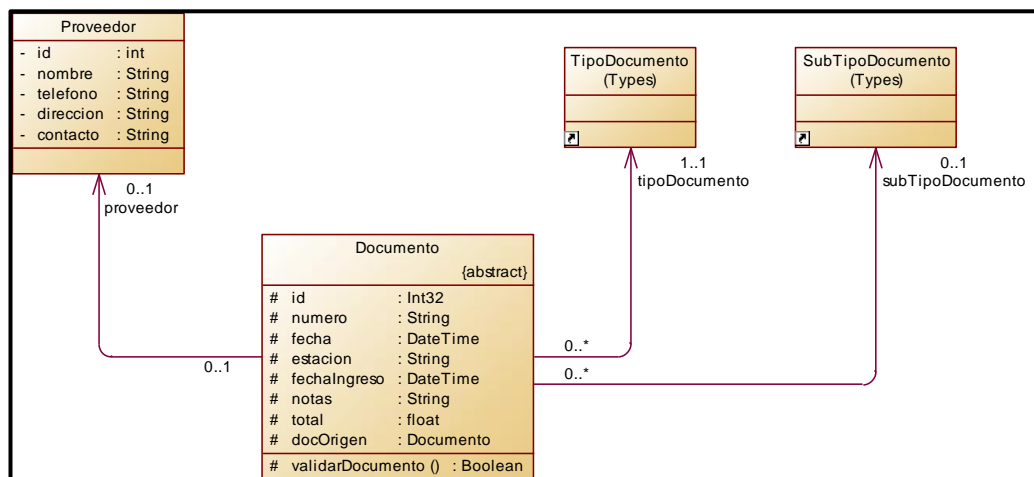 Proveedor
- id : int
- nombre : String
- telefono : String
- direccion : String
- contacto : String
TipoDocumento
(Types)
SubTipoDocumento
(Types)
0..1
proveedor
1..1
tipoDocumento
0..1
subTipoDocumento
Documento
{abstract}
# id : Int32
# numero : String
# fecha : DateTime
# estacion : String
# fechaIngreso : DateTime
# notas : String
# total : float
# docOrigen : Documento
# validarDocumento () : Boolean
0..1
0..*
0..*